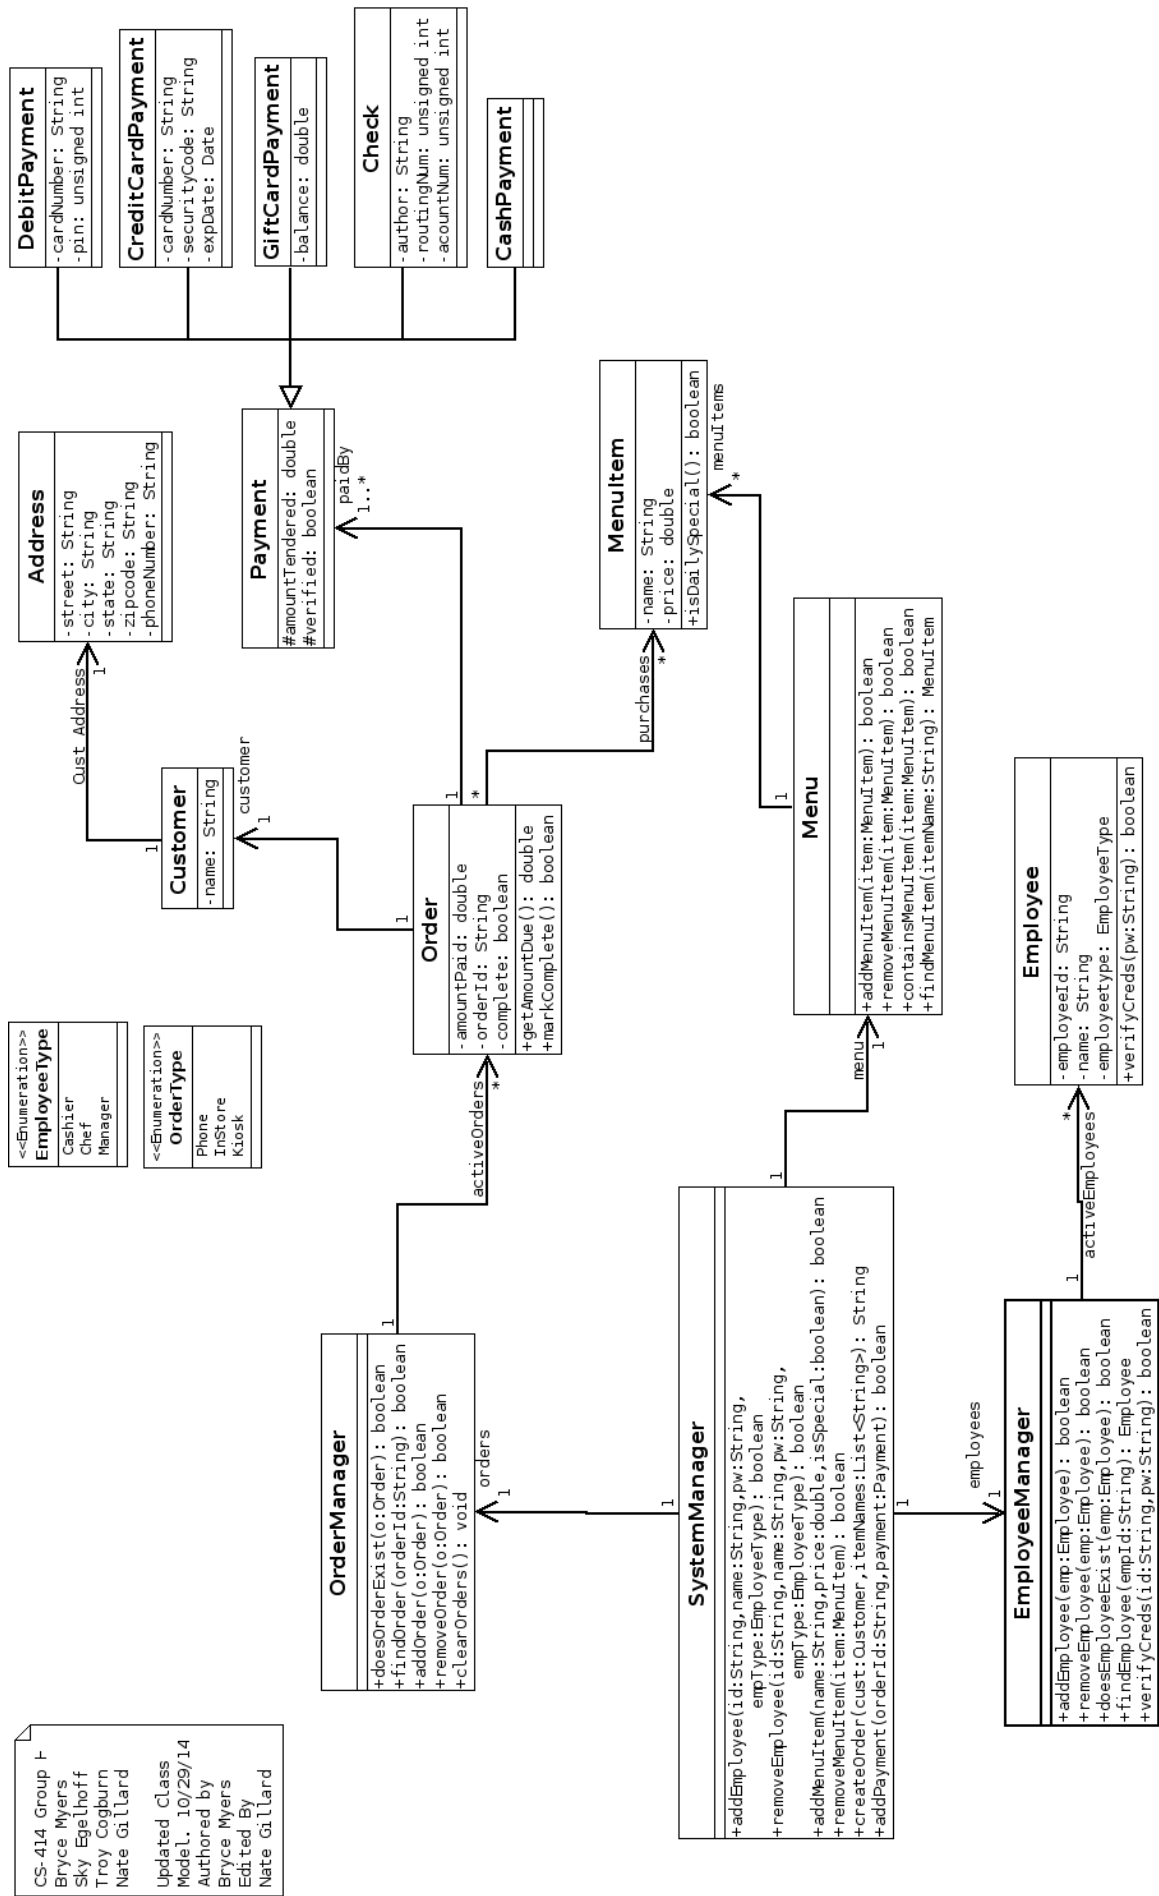 CS-414 Group H
Bryce Myers
Sky Egelhoff
Troy Cogburn
Nate Gillard
Updated Class
Model. 10/29/14
Authored by
Bryce Myers
Edited By
Nate Gillard
<<Enumeration>>
EmployeeType
Cashier
Chef
Manager
<<Enumeration>>
OrderType
Phone
InStore
Kiosk
Customer
-name: String
1
Cust Address
1
Address
-street: String
-city: String
-state: String
-zipcode: String
-phoneNumber: String
DebitPayment
-cardNumber: String
-pin: unsigned int
CreditCardPayment
-cardNumber: String
-securityCode: String
-expDate: Date
GiftCardPayment
-balance: double
Check
-author: String
-routingNum: unsigned int
-acountNum: unsigned int
CashPayment
Payment
#amountTendered: double
#verified: boolean
paidBy
1..*
customer
1
1
OrderManager
+doesOrderExist(o:Order): boolean
+findOrder(orderId:String): boolean
+addOrder(o:Order): boolean
+removeOrder(o:Order): boolean
+clearOrders(): void
1
activeOrders
*
Order
-amountPaid: double
-orderId: String
-complete: boolean
+getAmountDue(): double
+markComplete(): boolean
1
*
purchases
*
MenuItem
-name: String
-price: double
+isDailySpecial(): boolean
menuItems
*
orders
1
1
SystemManager
+addEmployee(id:String,name:String,pw:String,
empType:EmployeeType): boolean
+removeEmployee(id:String,name:String,pw:String,
empType:EmployeeType): boolean
+addMenuItem(name:String,price:double,isSpecial:boolean): boolean
+removeMenuItem(item:MenuItem): boolean
+createOrder(cust:Customer,itemNames:List<String>): String
+addPayment(orderId:String,payment:Payment): boolean
1
menu
1
Menu
+addMenuItem(item:MenuItem): boolean
+removeMenuItem(item:MenuItem): boolean
+containsMenuItem(item:MenuItem): boolean
+findMenuItem(itemName:String): MenuItem
1
1
employees
1
EmployeeManager
+addEmployee(emp:Employee): boolean
+removeEmployee(emp:Employee): boolean
+doesEmployeeExist(emp:Employee): boolean
+findEmployee(empId:String): Employee
+verifyCreds(id:String,pw:String): boolean
1
activeEmployees
*
Employee
-employeeId: String
-name: String
-employeetype: EmployeeType
+verifyCreds(pw:String): boolean